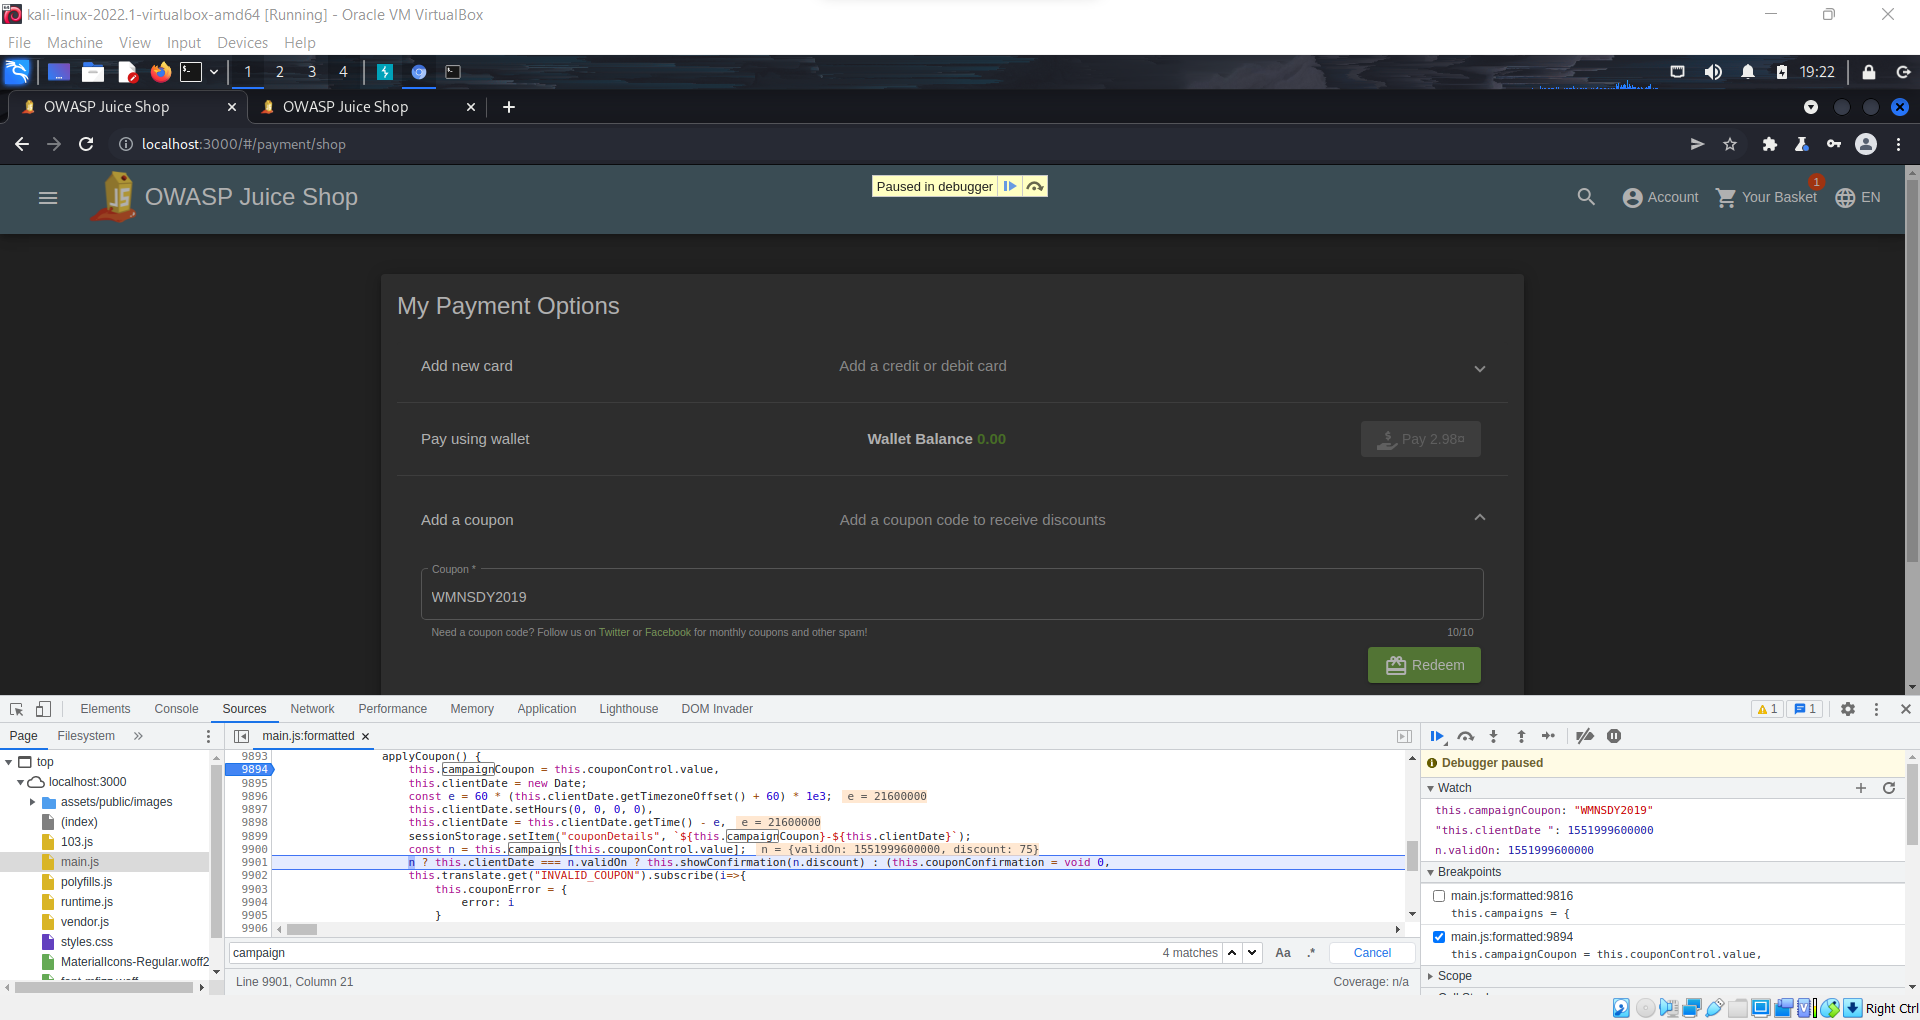 kali-linux-2022.1-virtualbox-amd64 [Running] - Oracle VM VirtualBox
File Machine View Input Devices Help
1 2 3 4 19:22
OWASP Juice Shop × OWASP Juice Shop × +
localhost:3000/#/payment/shop
OWASP Juice Shop
Paused in debugger
Account
1
Your Basket
EN
My Payment Options
Add new card Add a credit or debit card
Pay using wallet Wallet Balance 0.00 Pay 2.98¤
Add a coupon Add a coupon code to receive discounts
Coupon *
WMNSDY2019
Need a coupon code? Follow us on Twitter or Facebook for monthly coupons and other spam! 10/10
Redeem
Elements Console Sources Network Performance Memory Application Lighthouse DOM Invader 1 1
Page Filesystem »
main.js:formatted ×
top
localhost:3000
assets/public/images
(index)
103.js
main.js
polyfills.js
runtime.js
vendor.js
styles.css
MaterialIcons-Regular.woff2
9893 applyCoupon() {
9894 this.campaignCoupon = this.couponControl.value,
9895 this.clientDate = new Date;
9896 const e = 60 * (this.clientDate.getTimezoneOffset() + 60) * 1e3; e = 21600000
9897 this.clientDate.setHours(0, 0, 0, 0),
9898 this.clientDate = this.clientDate.getTime() - e, e = 21600000
9899 sessionStorage.setItem("couponDetails", `${this.campaignCoupon}-${this.clientDate}`);
9900 const n = this.campaigns[this.couponControl.value]; n = {validOn: 1551999600000, discount: 75}
9901 n ? this.clientDate === n.validOn ? this.showConfirmation(n.discount) : (this.couponConfirmation = void 0,
9902 this.translate.get("INVALID_COUPON").subscribe(i=>{
9903 this.couponError = {
9904 error: i
9905 }
9906
campaign 4 matches Aa .* Cancel
Line 9901, Column 21 Coverage: n/a
Debugger paused
Watch
this.campaignCoupon: "WMNSDY2019"
"this.clientDate ": 1551999600000
n.validOn: 1551999600000
Breakpoints
main.js:formatted:9816
this.campaigns = {
main.js:formatted:9894
this.campaignCoupon = this.couponControl.value,
Scope
Right Ctrl